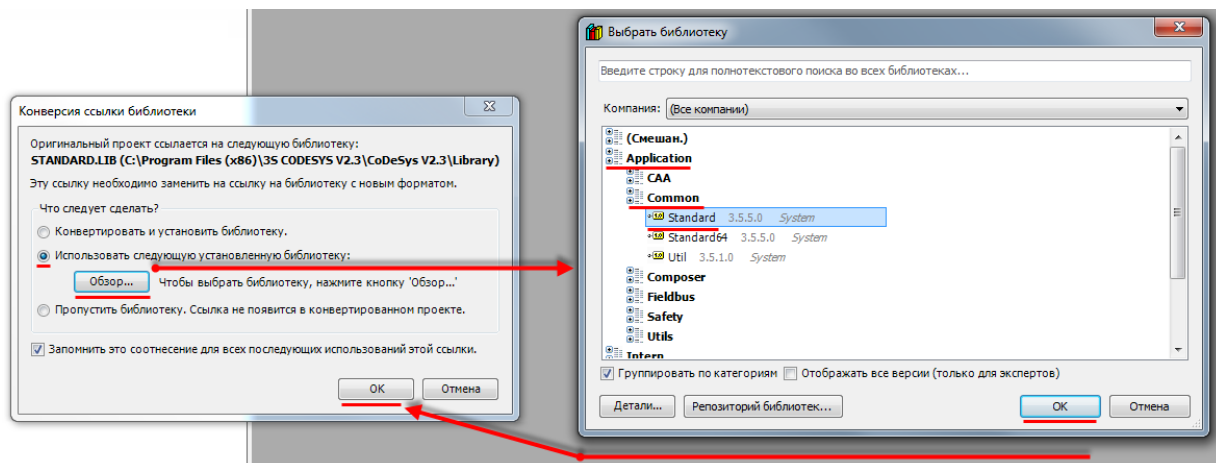 Конверсия ссылки библиотеки
Оригинальный проект ссылается на следующую библиотеку:
STANDARD.LIB (C:\Program Files (x86)\3S CODESYS V2.3\CoDeSys V2.3\Library)
Эту ссылку необходимо заменить на ссылку на библиотеку с новым форматом.
Что следует сделать?
Конвертировать и установить библиотеку.
Использовать следующую установленную библиотеку:
Обзор... Чтобы выбрать библиотеку, нажмите кнопку 'Обзор...'
Пропустить библиотеку. Ссылка не появится в конвертированном проекте.
Запомнить это соотнесение для всех последующих использований этой ссылки.
OK Отмена
Выбрать библиотеку
Введите строку для полнотекстового поиска во всех библиотеках...
Компания: (Все компании)
(Смешан.)
Application
CAA
Common
Standard 3.5.5.0 System
Standard64 3.5.5.0 System
Util 3.5.1.0 System
Composer
Fieldbus
Safety
Utils
Intern
Группировать по категориям Отображать все версии (только для экспертов)
Детали... Репозиторий библиотек... OK Отмена